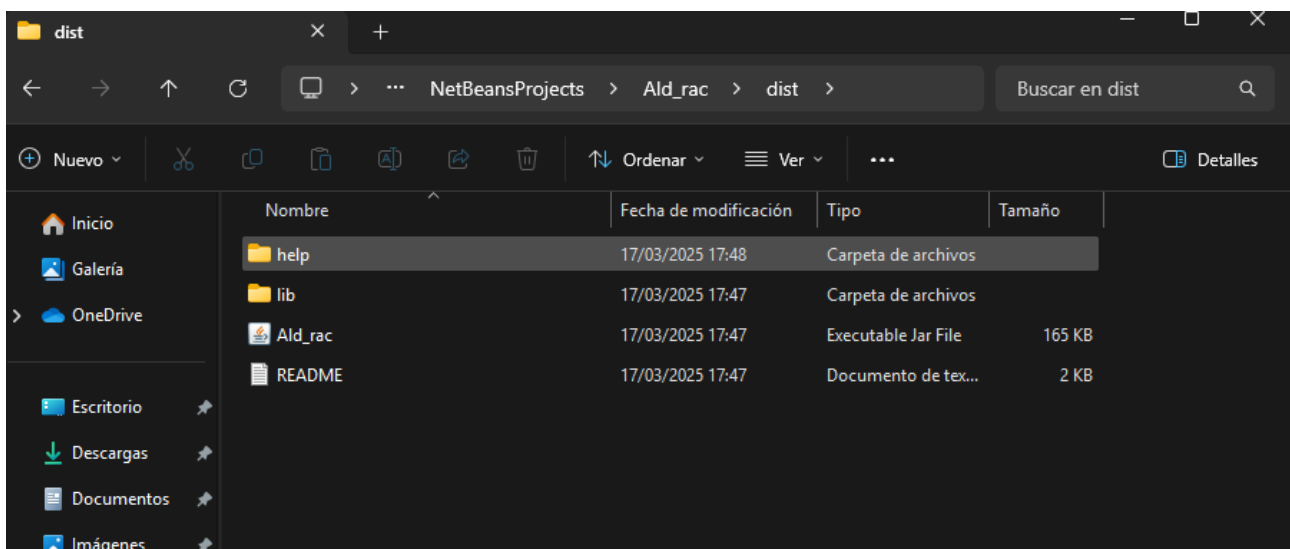 dist
NetBeansProjects > Ald_rac > dist >
Buscar en dist
Nuevo
Ordenar
Ver
Detalles
Nombre
Fecha de modificación
Tipo
Tamaño
Inicio
Galería
OneDrive
Escritorio
Descargas
Documentos
Imágenes
help 17/03/2025 17:48 Carpeta de archivos
lib 17/03/2025 17:47 Carpeta de archivos
Ald_rac 17/03/2025 17:47 Executable Jar File 165 KB
README 17/03/2025 17:47 Documento de tex... 2 KB